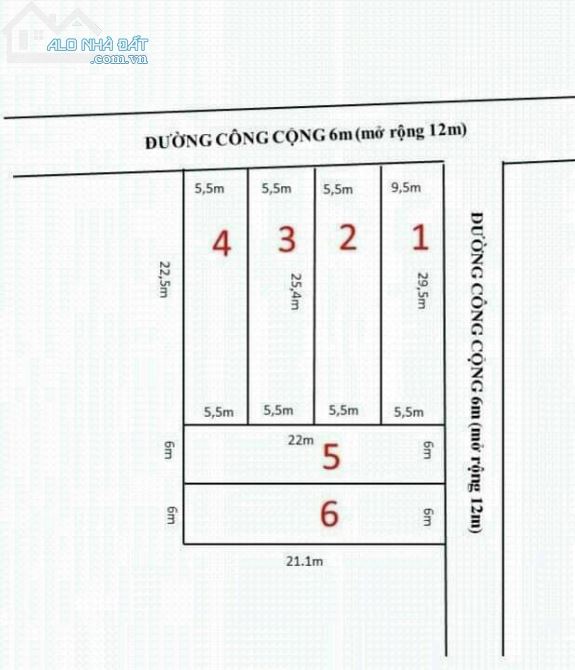 ALO NHÀ ĐẤT
.com.vn
ĐƯỜNG CÔNG CỘNG 6m (mở rộng 12m)
5,5m 5,5m 5,5m 9,5m
4 3 2 1
22,5m
25,4m
29,5m
ĐƯỜNG CÔNG CỘNG 6m (mở rộng 12m)
5,5m 5,5m 5,5m 5,5m
22m
6m 5 6m
6m 6 6m
21.1m